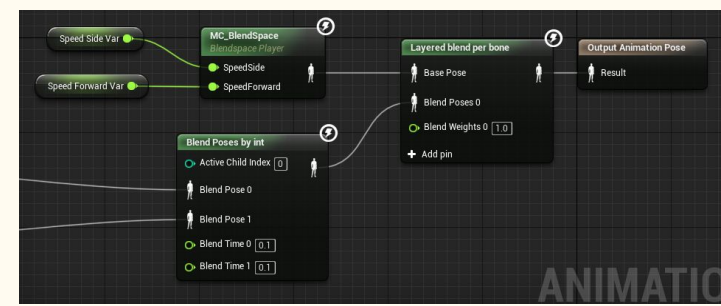 Speed Side Var
Speed Forward Var
MC_BlendSpace
Blendspace Player
SpeedSide
SpeedForward
Layered blend per bone
Base Pose
Blend Poses 0
Blend Weights 0 1.0
Add pin
Output Animation Pose
Result
Blend Poses by int
Active Child Index 0
Blend Pose 0
Blend Pose 1
Blend Time 0 0.1
Blend Time 1 0.1
ANIMATIC